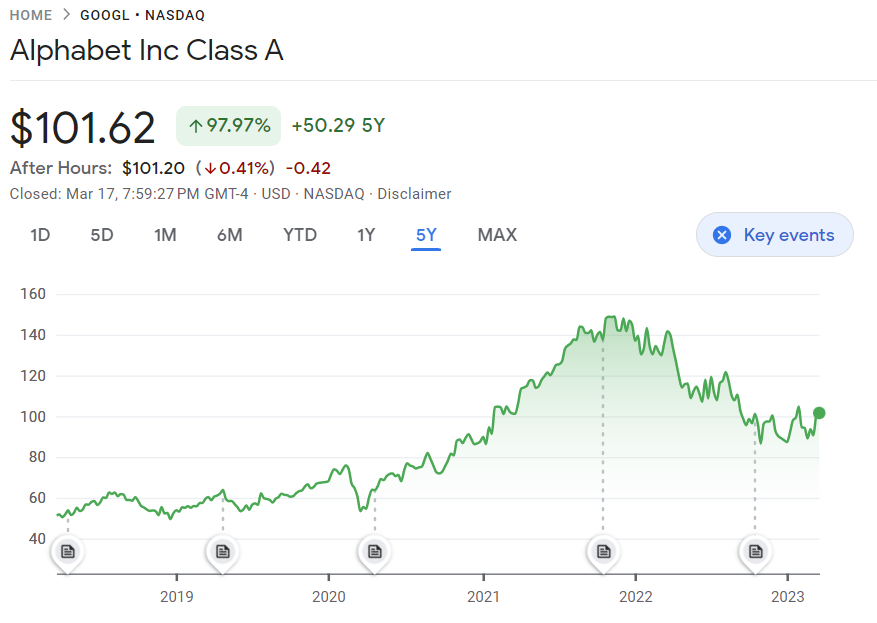 HOME > GOOGL • NASDAQ
Alphabet Inc Class A
$101.62 ↑ 97.97% +50.29 5Y
After Hours: $101.20 (↓0.41%) -0.42
Closed: Mar 17, 7:59:27 PM GMT-4 · USD · NASDAQ · Disclaimer
1D 5D 1M 6M YTD 1Y 5Y MAX Key events
160
140
120
100
80
60
40
2019 2020 2021 2022 2023